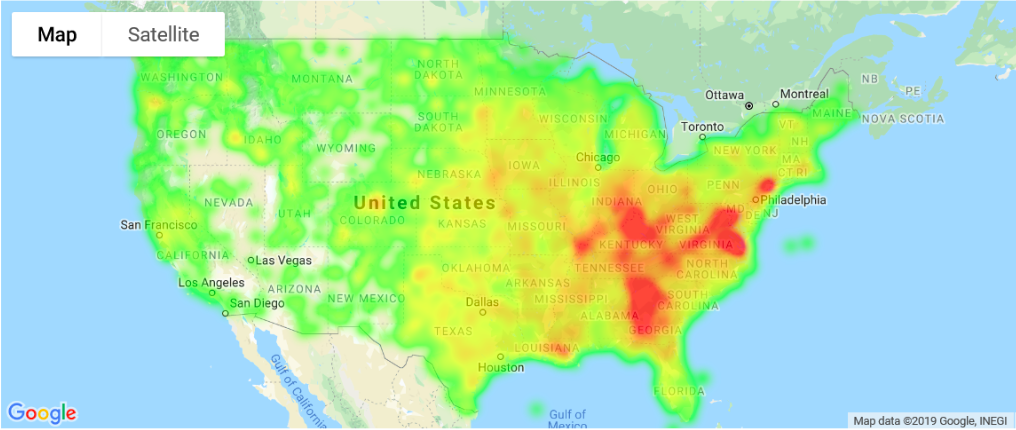 Map Satellite
NB
PE
Ottawa Montreal
MAINE
NOVA SCOTIA
Toronto
VT
NH
NEW YORK
MA
CT RI
WASHINGTON
MONTANA
NORTH
DAKOTA
MINNESOTA
SOUTH
DAKOTA
WISCONSIN
MICHIGAN
OREGON
IDAHO
WYOMING
Chicago
IOWA
NEBRASKA
ILLINOIS
INDIANA
OHIO
PENN
Philadelphia
MD
DE NJ
NEVADA
UTAH
United States
COLORADO
KANSAS
MISSOURI
WEST
VIRGINIA
KENTUCKY
VIRGINIA
San Francisco
CALIFORNIA
Las Vegas
Los Angeles
San Diego
ARIZONA
NEW MEXICO
OKLAHOMA
ARKANSAS
TENNESSEE
NORTH
CAROLINA
MISSISSIPPI
SOUTH
CAROLINA
Dallas
TEXAS
ALABAMA
GEORGIA
LOUISIANA
Houston
FLORIDA
Gulf of California
Gulf of
Mexico
Google
Map data ©2019 Google, INEGI